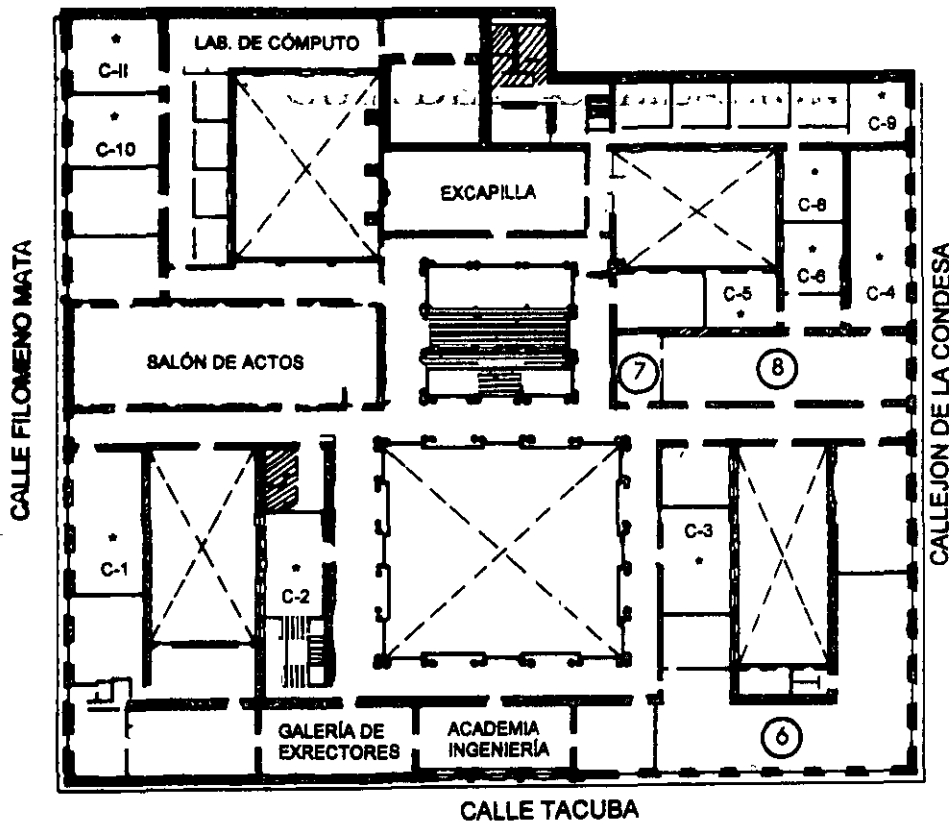 LAB. DE CÓMPUTO
*
C-II
*
C-10
*
C-9
EXCAPILLA
*
C-8
*
C-6
*
C-4
C-5
*
CALLE FILOMENO MATA
CALLEJON DE LA CONDESA
SALÓN DE ACTOS
7
8
*
C-1
*
C-2
C-3
*
GALERÍA DE
EXRECTORES
ACADEMIA
INGENIERÍA
6
CALLE TACUBA